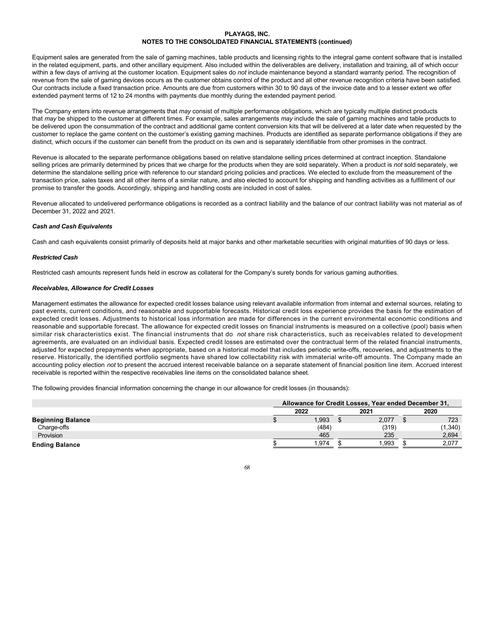 PLAYAGS, INC.
NOTES TO THE CONSOLIDATED FINANCIAL STATEMENTS (continued)
Equipment sales are generated from the sale of gaming machines, table products and licensing rights to the integral game content software that is installed
in the related equipment, parts, and other ancillary equipment. Also included within the deliverables are delivery, installation and training, all of which occur
within a few days of arriving at the customer location. Equipment sales do not include maintenance beyond a standard warranty period. The recognition of
revenue from the sale of gaming devices occurs as the customer obtains control of the product and all other revenue recognition criteria have been satisfied.
Our contracts include a fixed transaction price. Amounts are due from customers within 30 to 90 days of the invoice date and to a lesser extent we offer
extended payment terms of 12 to 24 months with payments due monthly during the extended payment period.
The Company enters into revenue arrangements that may consist of multiple performance obligations, which are typically multiple distinct products
that may be shipped to the customer at different times. For example, sales arrangements may include the sale of gaming machines and table products to
be delivered upon the consummation of the contract and additional game content conversion kits that will be delivered at a later date when requested by the
customer to replace the game content on the customer's existing gaming machines. Products are identified as separate performance obligations if they are
distinct, which occurs if the customer can benefit from the product on its own and is separately identifiable from other promises in the contract.
Revenue is allocated to the separate performance obligations based on relative standalone selling prices determined at contract inception. Standalone
selling prices are primarily determined by prices that we charge for the products when they are sold separately. When a product is not sold separately, we
determine the standalone selling price with reference to our standard pricing policies and practices. We elected to exclude from the measurement of the
transaction price, sales taxes and all other items of a similar nature, and also elected to account for shipping and handling activities as a fulfillment of our
promise to transfer the goods. Accordingly, shipping and handling costs are included in cost of sales.
Revenue allocated to undelivered performance obligations is recorded as a contract liability and the balance of our contract liability was not material as of
December 31, 2022 and 2021.
Cash and Cash Equivalents
Cash and cash equivalents consist primarily of deposits held at major banks and other marketable securities with original maturities of 90 days or less.
Restricted Cash
Restricted cash amounts represent funds held in escrow as collateral for the Company's surety bonds for various gaming authorities.
Receivables, Allowance for Credit Losses
Management estimates the allowance for expected credit losses balance using relevant available information from internal and external sources, relating to
past events, current conditions, and reasonable and supportable forecasts. Historical credit loss experience provides the basis for the estimation of
expected credit losses. Adjustments to historical loss information are made for differences in the current environmental economic conditions and
reasonable and supportable forecast. The allowance for expected credit losses on financial instruments is measured on a collective (pool) basis when
similar risk characteristics exist. The financial instruments that do not share risk characteristics, such as receivables related to development
agreements, are evaluated on an individual basis. Expected credit losses are estimated over the contractual term of the related financial instruments,
adjusted for expected prepayments when appropriate, based on a historical model that includes periodic write-offs, recoveries, and adjustments to the
reserve. Historically, the identified portfolio segments have shared low collectability risk with immaterial write-off amounts. The Company made an
accounting policy election not to present the accrued interest receivable balance on a separate statement of financial position line item. Accrued interest
receivable is reported within the respective receivables line items on the consolidated balance sheet.
The following provides financial information concerning the change in our allowance for credit losses (in thousands):
Allowance for Credit Losses, Year ended December 31,
2022 2021 2020
Beginning Balance $ 1,993 $ 2,077 $ 723
Charge-offs (484) (319) (1,340)
Provision 465 235 2,694
Ending Balance $ 1,974 $ 1,993 $ 2,077
68